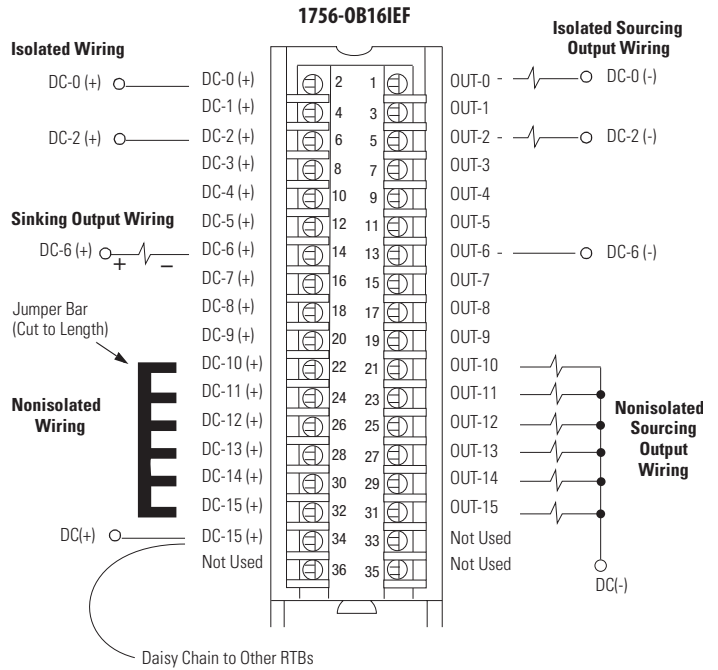 1756-OB16IEF
Isolated Wiring
Isolated Sourcing
Output Wiring
DC-0 (+) DC-0 (+) 2 1 OUT-0 - DC-0 (-)
DC-1 (+) 4 3 OUT-1
DC-2 (+) DC-2 (+) 6 5 OUT-2 - DC-2 (-)
DC-3 (+) 8 7 OUT-3
DC-4 (+) 10 9 OUT-4
Sinking Output Wiring
DC-5 (+) 12 11 OUT-5
DC-6 (+) + – DC-6 (+) 14 13 OUT-6 - DC-6 (-)
DC-7 (+) 16 15 OUT-7
Jumper Bar
(Cut to Length)
DC-8 (+) 18 17 OUT-8
DC-9 (+) 20 19 OUT-9
DC-10 (+) 22 21 OUT-10
DC-11 (+) 24 23 OUT-11
Nonisolated
Wiring
DC-12 (+) 26 25 OUT-12
DC-13 (+) 28 27 OUT-13
DC-14 (+) 30 29 OUT-14
DC-15 (+) 32 31 OUT-15
Nonisolated
Sourcing
Output
Wiring
DC(+) DC-15 (+) 34 33 Not Used
Not Used 36 35 Not Used
DC(-)
Daisy Chain to Other RTBs